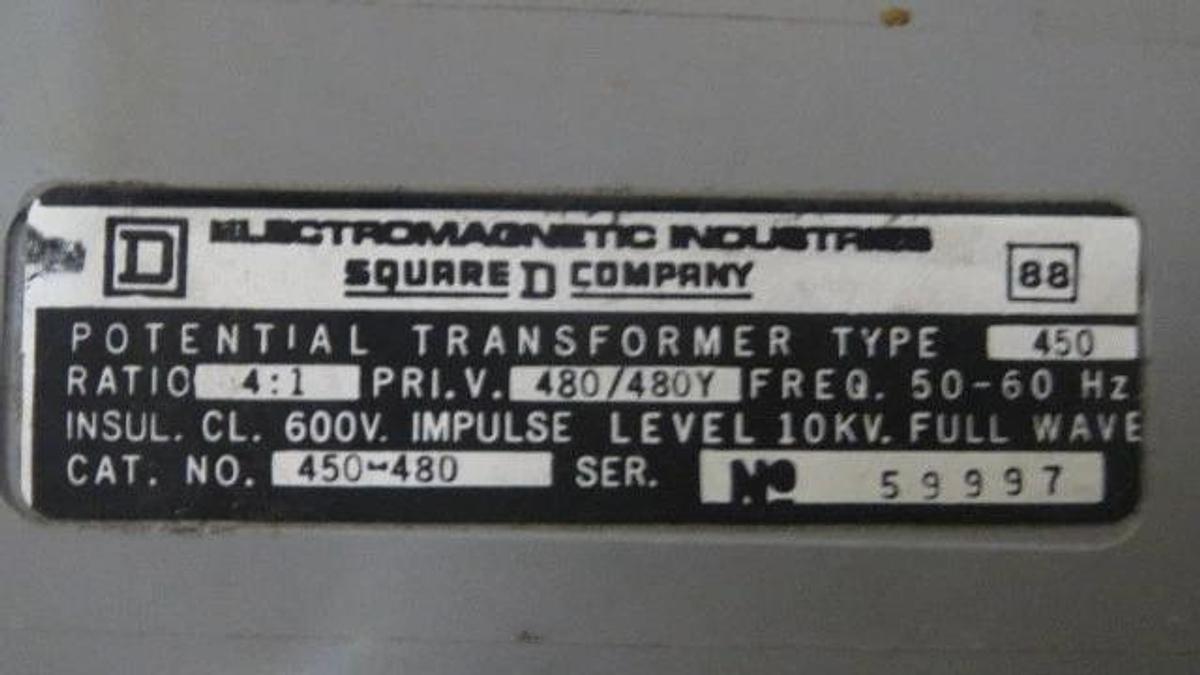 D ELECTROMAGNETIC INDUSTRIES
SQUARE D COMPANY 88
POTENTIAL TRANSFORMER TYPE 450
RATIO 4:1 PRI.V. 480/480Y FREQ. 50-60 Hz
INSUL. CL. 600V. IMPULSE LEVEL 10KV. FULL WAVE
CAT. NO. 450-480 SER. No 59997